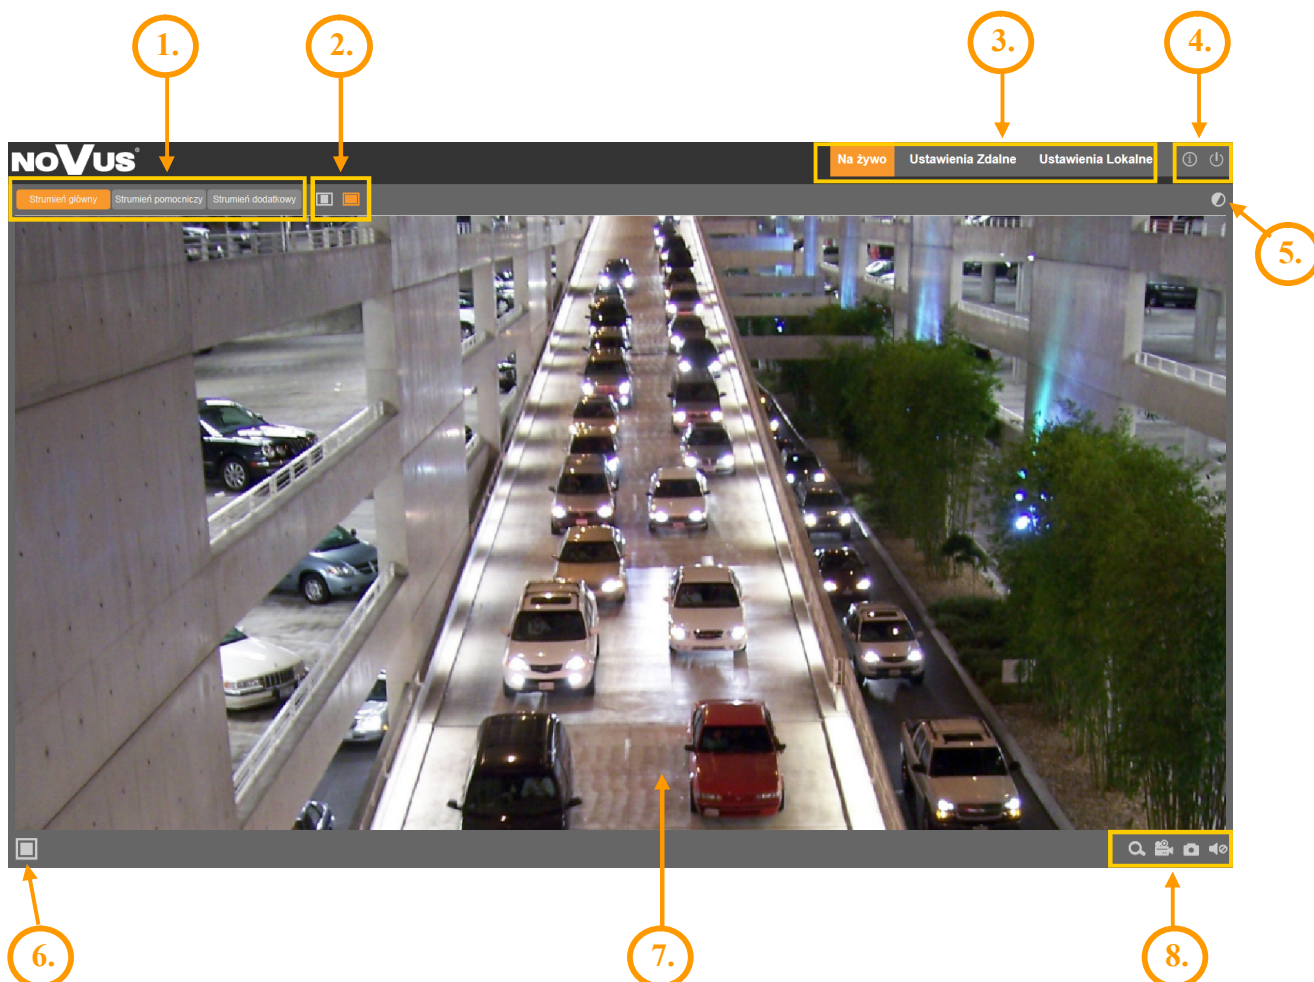 1.
2.
3.
4.
NOVUS®
Na żywo
Ustawienia Zdalne
Ustawienia Lokalne
Strumień główny
Strumień pomocniczy
Strumień dodatkowy
5.
6.
7.
8.